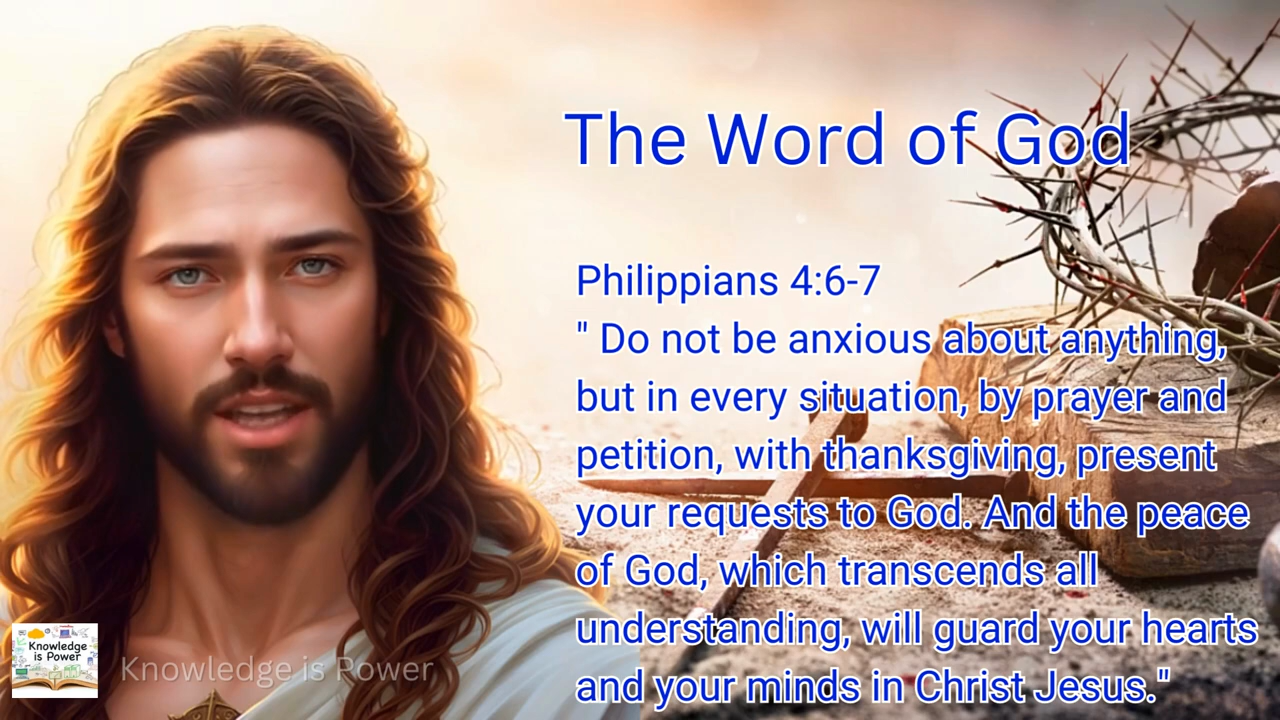 The Word of God
Philippians 4:6-7
" Do not be anxious about anything,
but in every situation, by prayer and
petition, with thanksgiving, present
your requests to God. And the peace
of God, which transcends all
understanding, will guard your hearts
and your minds in Christ Jesus."
Knowledge
is Power
Knowledge is Power